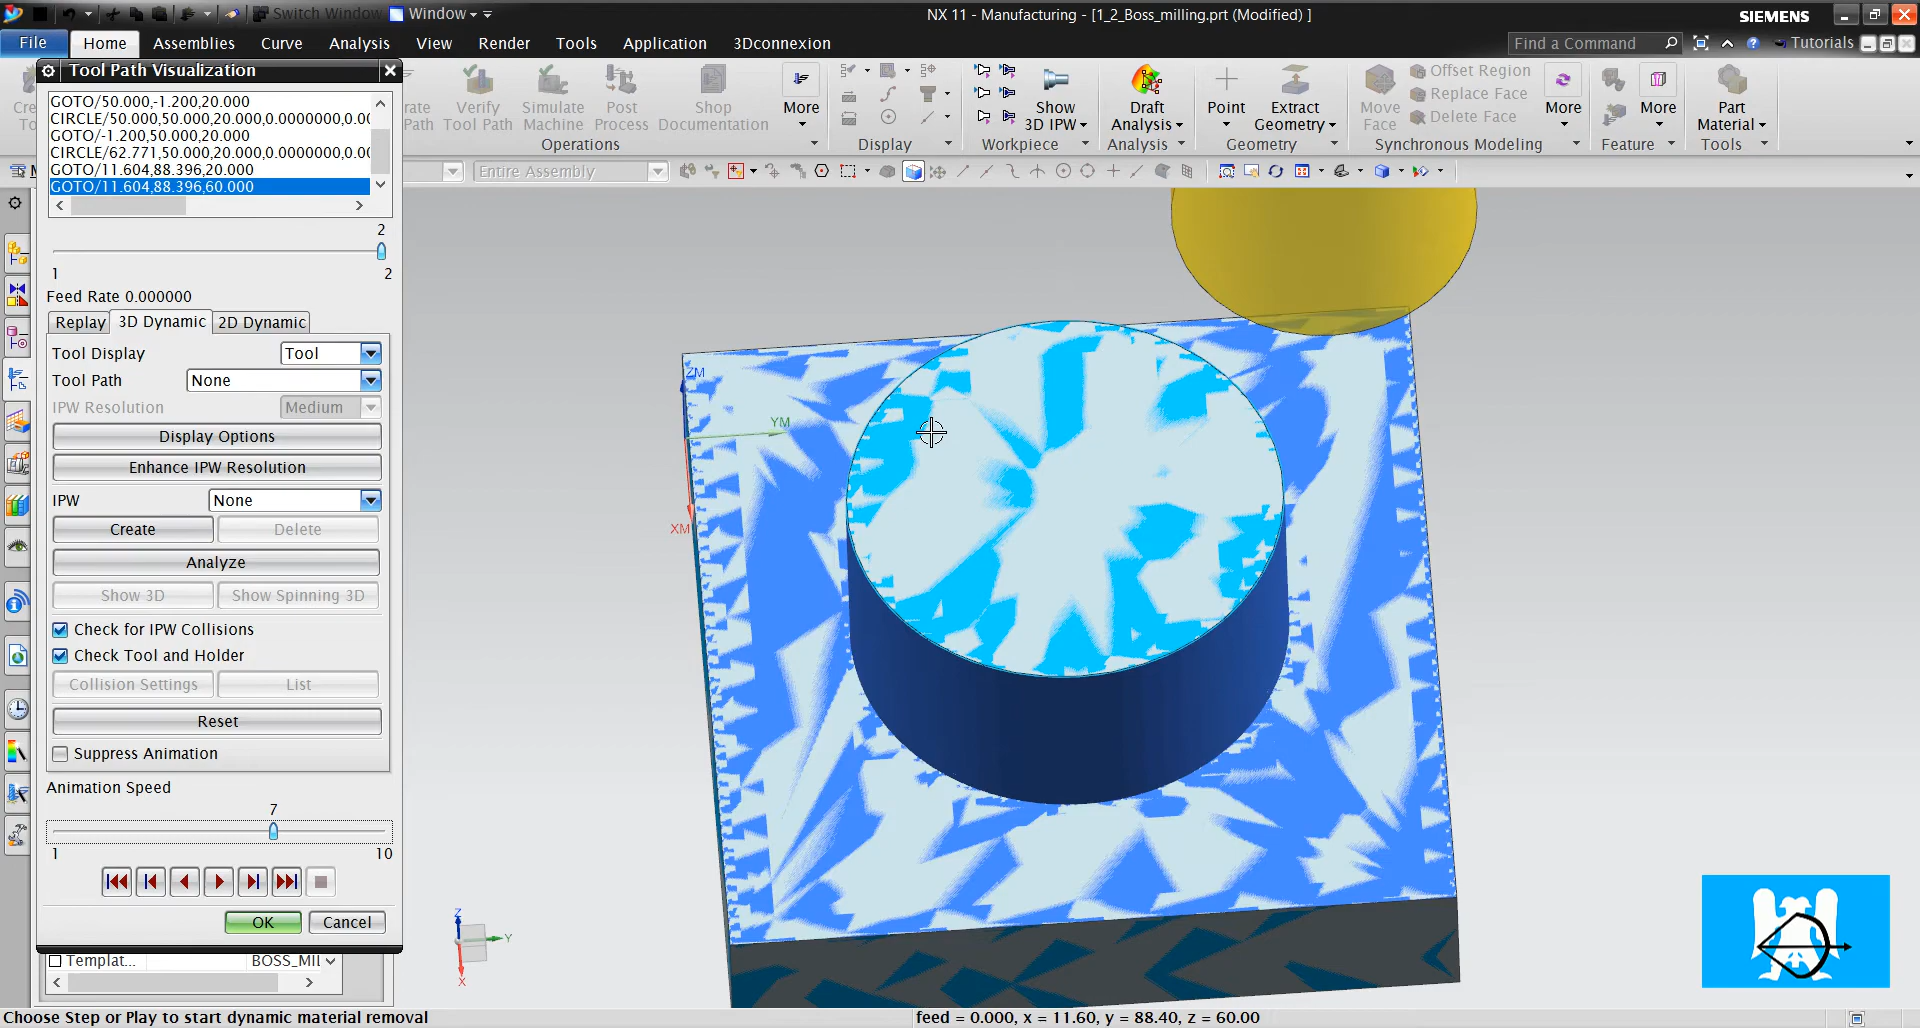 Switch Window Window
NX 11 - Manufacturing - [1_2_Boss_milling.prt (Modified) ]
SIEMENS
File Home Assemblies Curve Analysis View Render Tools Application 3Dconnexion
Find a Command
Tutorials
Tool Path Visualization
GOTO/50.000,-1.200,20.000
CIRCLE/50.000,50.000,20.000,0.0000000,0.00
GOTO/-1.200,50.000,20.000
CIRCLE/62.771,50.000,20.000,0.0000000,0.00
GOTO/11.604,88.396,20.000
GOTO/11.604,88.396,60.000
2
1 2
Feed Rate 0.000000
Replay 3D Dynamic 2D Dynamic
Tool Display Tool
Tool Path None
IPW Resolution Medium
Display Options
Enhance IPW Resolution
IPW None
Create Delete
Analyze
Show 3D Show Spinning 3D
Check for IPW Collisions
Check Tool and Holder
Collision Settings List
Reset
Suppress Animation
Animation Speed
7
1 10
OK Cancel
Templat... BOSS_MIL
Verify Tool Path
Simulate Machine
Post Process
Shop Documentation
More
Operations
Display
Show 3D IPW
Workpiece
Draft Analysis
Analysis
Point
Extract Geometry
Geometry
Move Face
Offset Region
Replace Face
Delete Face
More
Synchronous Modeling
More
Feature
Part Material
Tools
Entire Assembly
ZM
YM
XM
Z
Y
X
Choose Step or Play to start dynamic material removal
feed = 0.000, x = 11.60, y = 88.40, z = 60.00